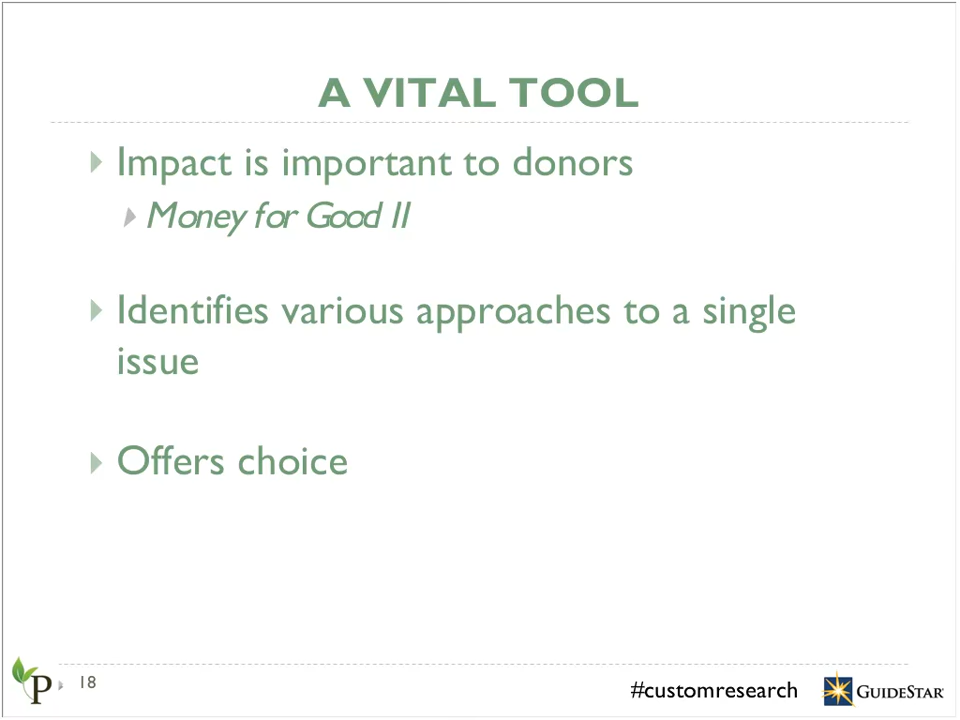 A VITAL TOOL
Impact is important to donors
Money for Good II
Identifies various approaches to a single
issue
Offers choice
P
18
#customresearch
GUIDESTAR